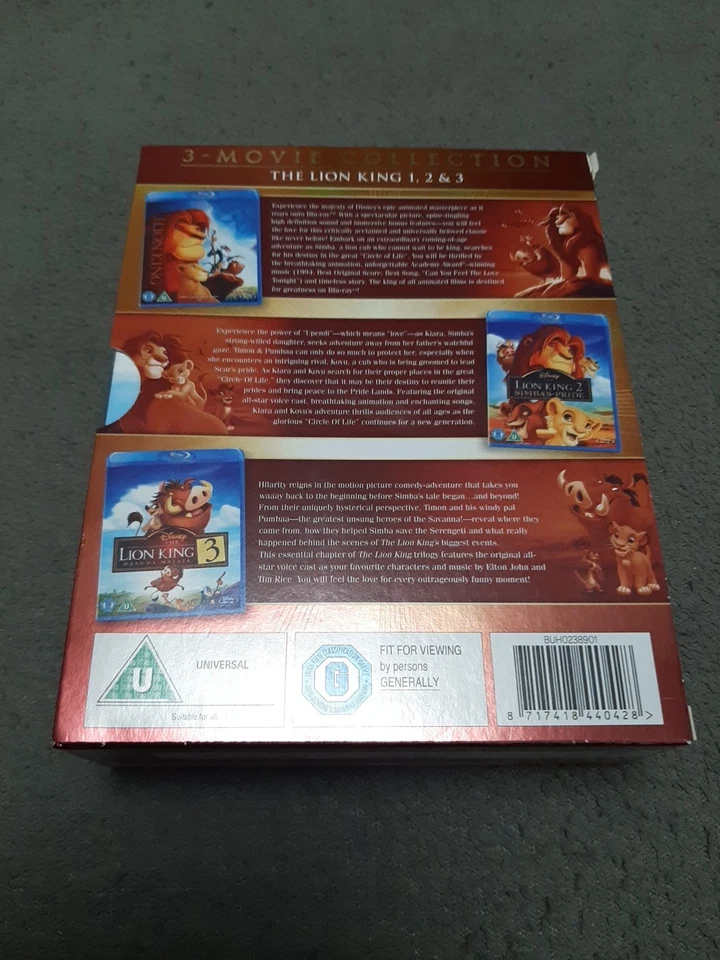 3-MOVIE COLLECTION
THE LION KING 1, 2 & 3
Experience the majesty of Disney's epic animated masterpiece as it
roars onto Blu-ray™! With a spectacular picture, spine-tingling
high definition sound and immersive bonus features—you will feel
the love for this critically acclaimed and universally beloved classic
like never before! Embark on an extraordinary coming-of-age
adventure as Simba, a lion cub who cannot wait to be king, searches
for his destiny in the great "Circle of Life." You will be thrilled by
the breathtaking animation, unforgettable Academy Award®-winning
music (1994: Best Original Score; Best Song, "Can You Feel The Love
Tonight") and timeless story. The king of all animated films is destined
for greatness on Blu-ray™!
LION KING
Experience the power of "Upendi"—which means "love"—as Kiara, Simba's
strong-willed daughter, seeks adventure away from her father's watchful
gaze. Timon & Pumbaa can only do so much to protect her, especially when
she encounters an intriguing rival, Kovu, a cub who is being groomed to lead
Scar's pride. As Kiara and Kovu search for their proper places in the great
"Circle Of Life," they discover that it may be their destiny to reunite their
prides and bring peace to the Pride Lands. Featuring the original
all-star voice cast, breathtaking animation and enchanting songs,
Kiara and Kovu's adventure thrills audiences of all ages as the
glorious "Circle Of Life" continues for a new generation.
Disney
LION KING 2
SIMBA'S PRIDE
Disney
THE
LION KING 3
HAKUNA MATATA
Hilarity reigns in the motion picture comedy-adventure that takes you
waaay back to the beginning before Simba's tale began...and beyond!
From their uniquely hysterical perspective, Timon and his windy pal
Pumbaa—the greatest unsung heroes of the Savanna!—reveal where they
came from, how they helped Simba save the Serengeti and what really
happened behind the scenes of The Lion King's biggest events.
This essential chapter of The Lion King trilogy features the original all-
star voice cast as your favourite characters and music by Elton John and
Tim Rice. You will feel the love for every outrageously funny moment!
U
UNIVERSAL
Suitable for all
G
FIT FOR VIEWING
by persons
GENERALLY
BUH0238901
8 717418 440428 >